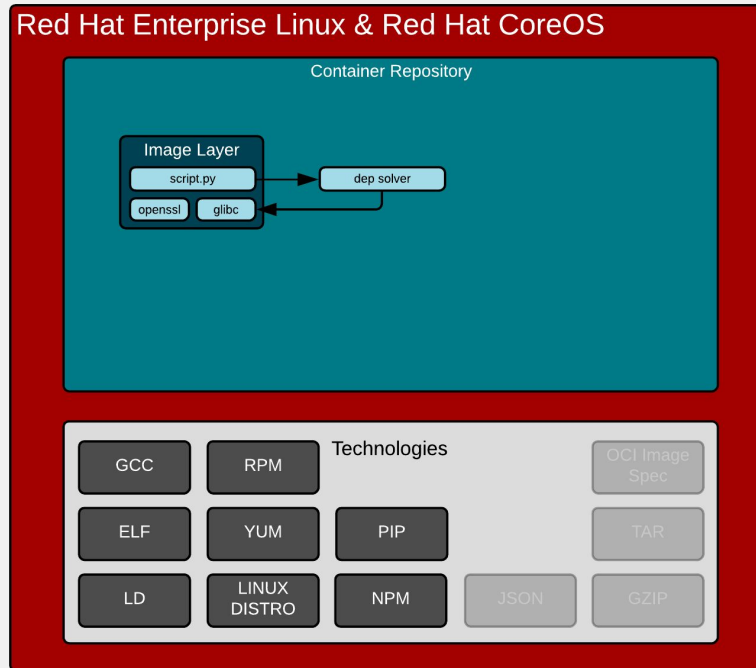 Red Hat Enterprise Linux & Red Hat CoreOS
Container Repository
Image Layer
script.py
dep solver
openssl
glibc
Technologies
GCC
RPM
OCI Image
Spec
ELF
YUM
PIP
TAR
LD
LINUX
DISTRO
NPM
JSON
GZIP